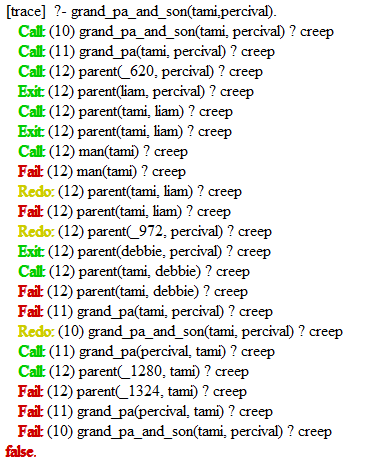 [trace]  ?- grand_pa_and_son(tami,percival).
Call: (10) grand_pa_and_son(tami, percival) ? creep
Call: (11) grand_pa(tami, percival) ? creep
Call: (12) parent(_620, percival) ? creep
Exit: (12) parent(liam, percival) ? creep
Call: (12) parent(tami, liam) ? creep
Exit: (12) parent(tami, liam) ? creep
Call: (12) man(tami) ? creep
Fail: (12) man(tami) ? creep
Redo: (12) parent(tami, liam) ? creep
Fail: (12) parent(tami, liam) ? creep
Redo: (12) parent(_972, percival) ? creep
Exit: (12) parent(debbie, percival) ? creep
Call: (12) parent(tami, debbie) ? creep
Fail: (12) parent(tami, debbie) ? creep
Fail: (11) grand_pa(tami, percival) ? creep
Redo: (10) grand_pa_and_son(tami, percival) ? creep
Call: (11) grand_pa(percival, tami) ? creep
Call: (12) parent(_1280, tami) ? creep
Fail: (12) parent(_1324, tami) ? creep
Fail: (11) grand_pa(percival, tami) ? creep
Fail: (10) grand_pa_and_son(tami, percival) ? creep
false.